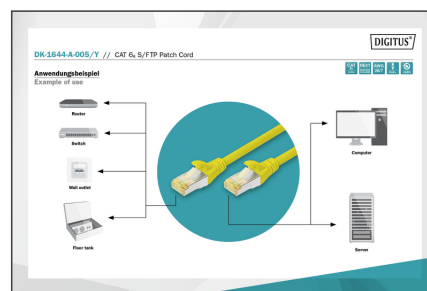 DIGITUS®
DK-1644-A-005/Y // CAT 6A S/FTP Patch Cord
Anwendungsbeispiel
Example of use
Router
Switch
Wall outlet
Floor tank
Computer
Server